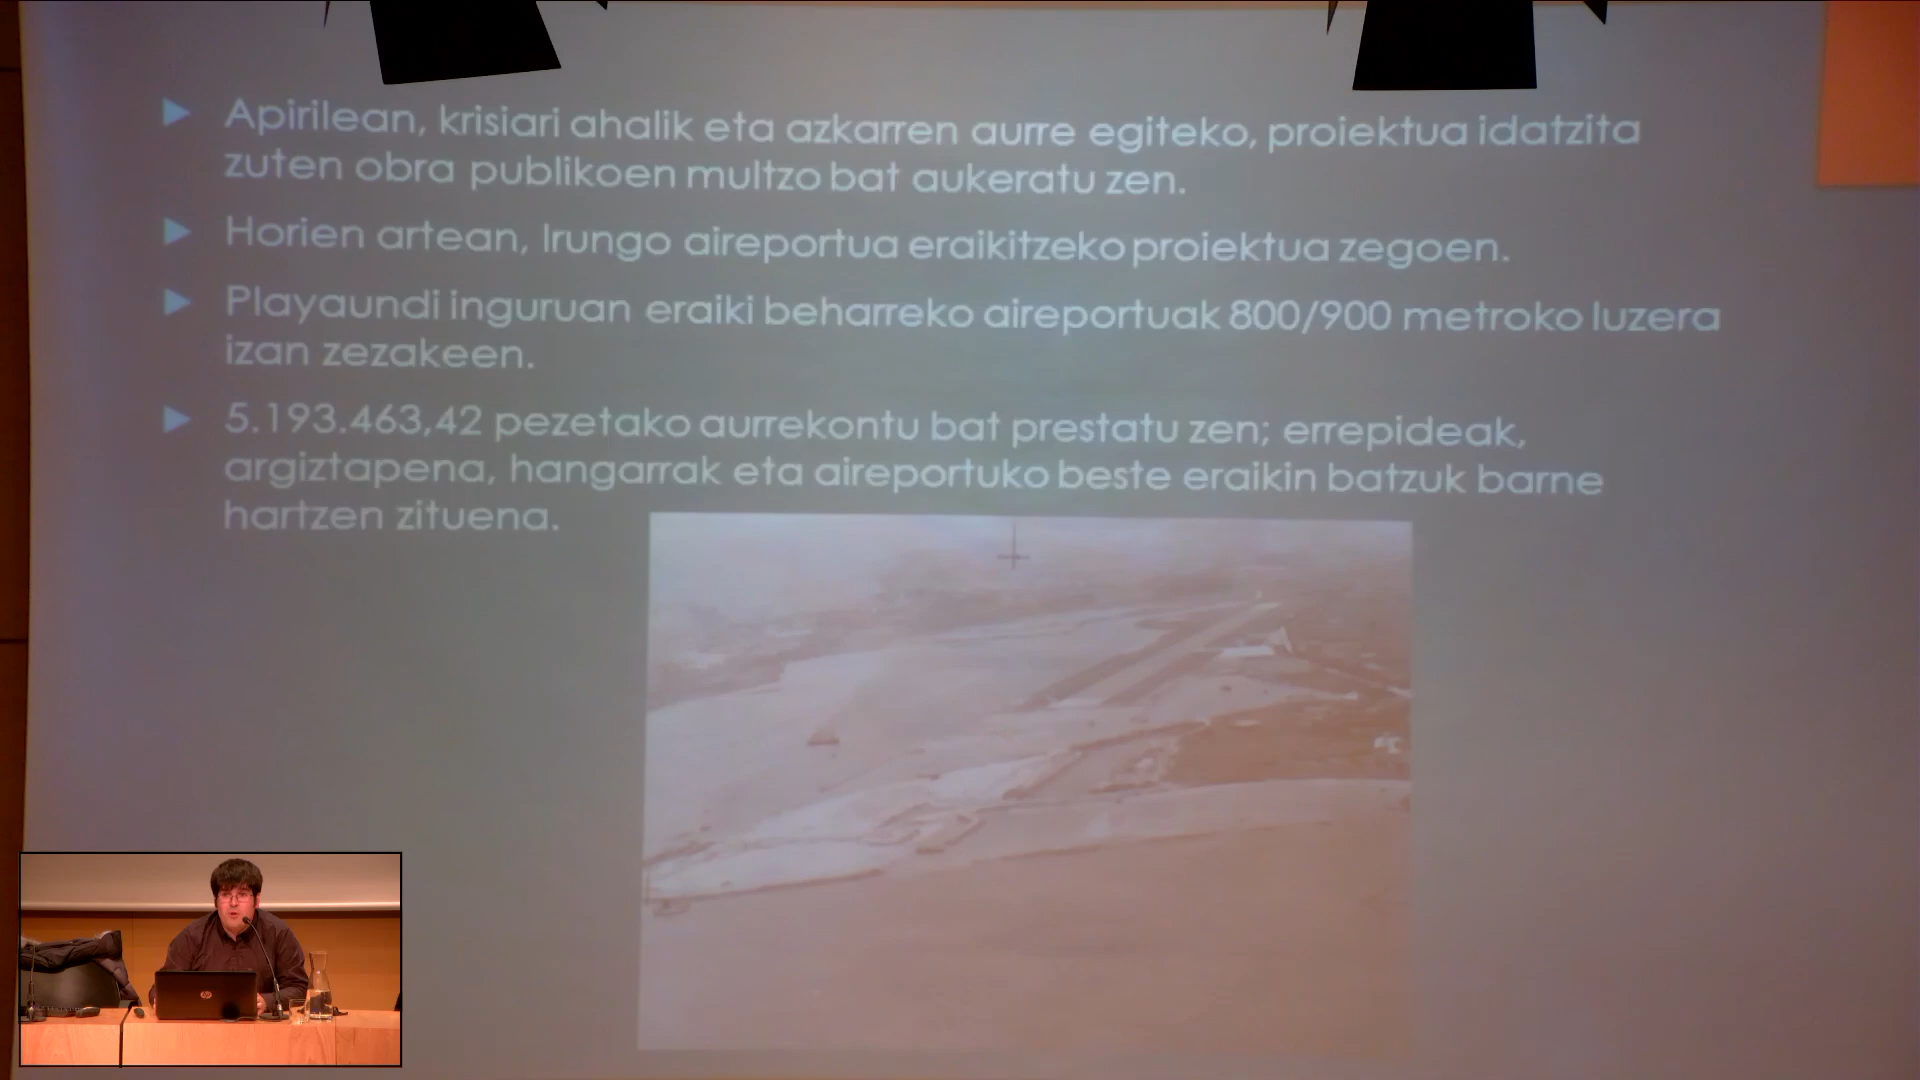 Apirilean, krisiari ahalik eta azkarren aurre egiteko, proiektua idatzita
zuten obra publikoen multzo bat aukeratu zen.
Horien artean, Irungo aireportua eraikitzeko proiektua zegoen.
Playaundi inguruan eraiki beharreko aireportuak 800/900 metroko luzera
izan zezakeen.
5.193.463,42 pezetako aurrekontu bat prestatu zen; errepideak,
argiztapena, hangarrak eta aireportuko beste eraikin batzuk barne
hartzen zituena.
hp